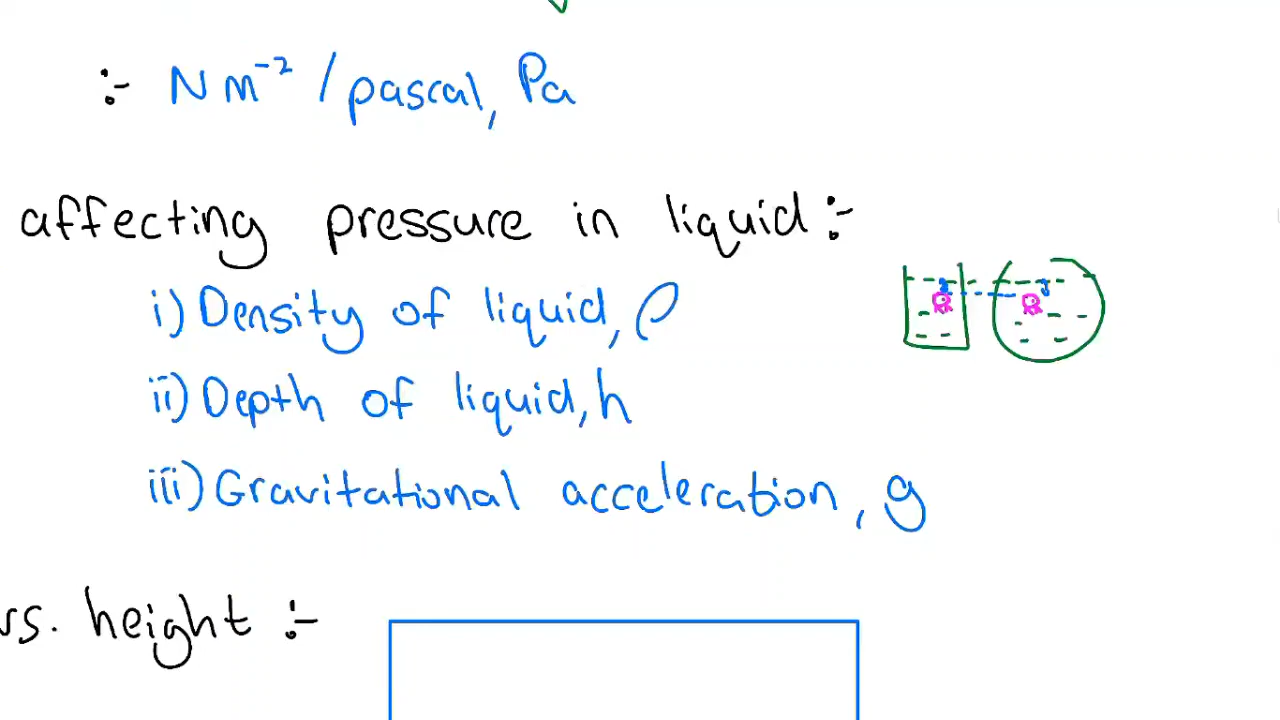 :- N m⁻² / pascal, Pa
affecting pressure in liquid :-
i) Density of liquid, ρ
ii) Depth of liquid, h
iii) Gravitational acceleration, g
height :-